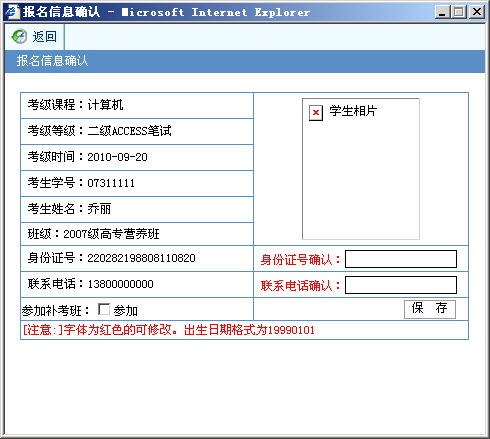 报名信息确认 - Microsoft Internet Explorer
返回
报名信息确认
考级课程：计算机
学生相片
考级等级：二级ACCESS笔试
考级时间：2010-09-20
考生学号：07311111
考生姓名：乔丽
班级：2007级高专营养班
身份证号：220282198808110820
身份证号确认：
联系电话：13800000000
联系电话确认：
参加补考班： 参加
保 存
[注意:]字体为红色的可修改。出生日期格式为19990101